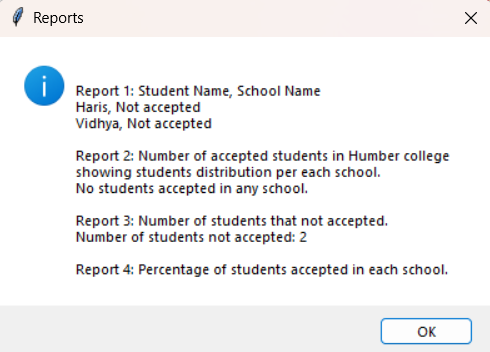 Reports
Report 1: Student Name, School Name
Haris, Not accepted
Vidhya, Not accepted
Report 2: Number of accepted students in Humber college
showing students distribution per each school.
No students accepted in any school.
Report 3: Number of students that not accepted.
Number of students not accepted: 2
Report 4: Percentage of students accepted in each school.
OK